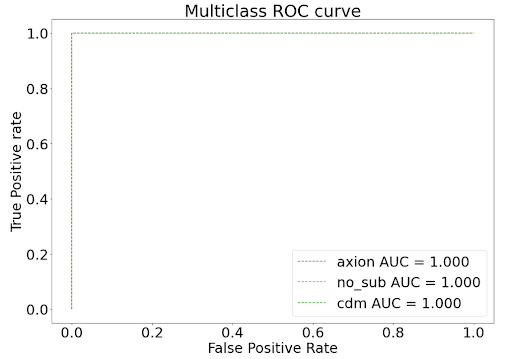 Multiclass ROC curve
True Positive rate
1.0
0.8
0.6
0.4
0.2
0.0
axion AUC = 1.000
no_sub AUC = 1.000
cdm AUC = 1.000
0.0 0.2 0.4 0.6 0.8 1.0
False Positive Rate